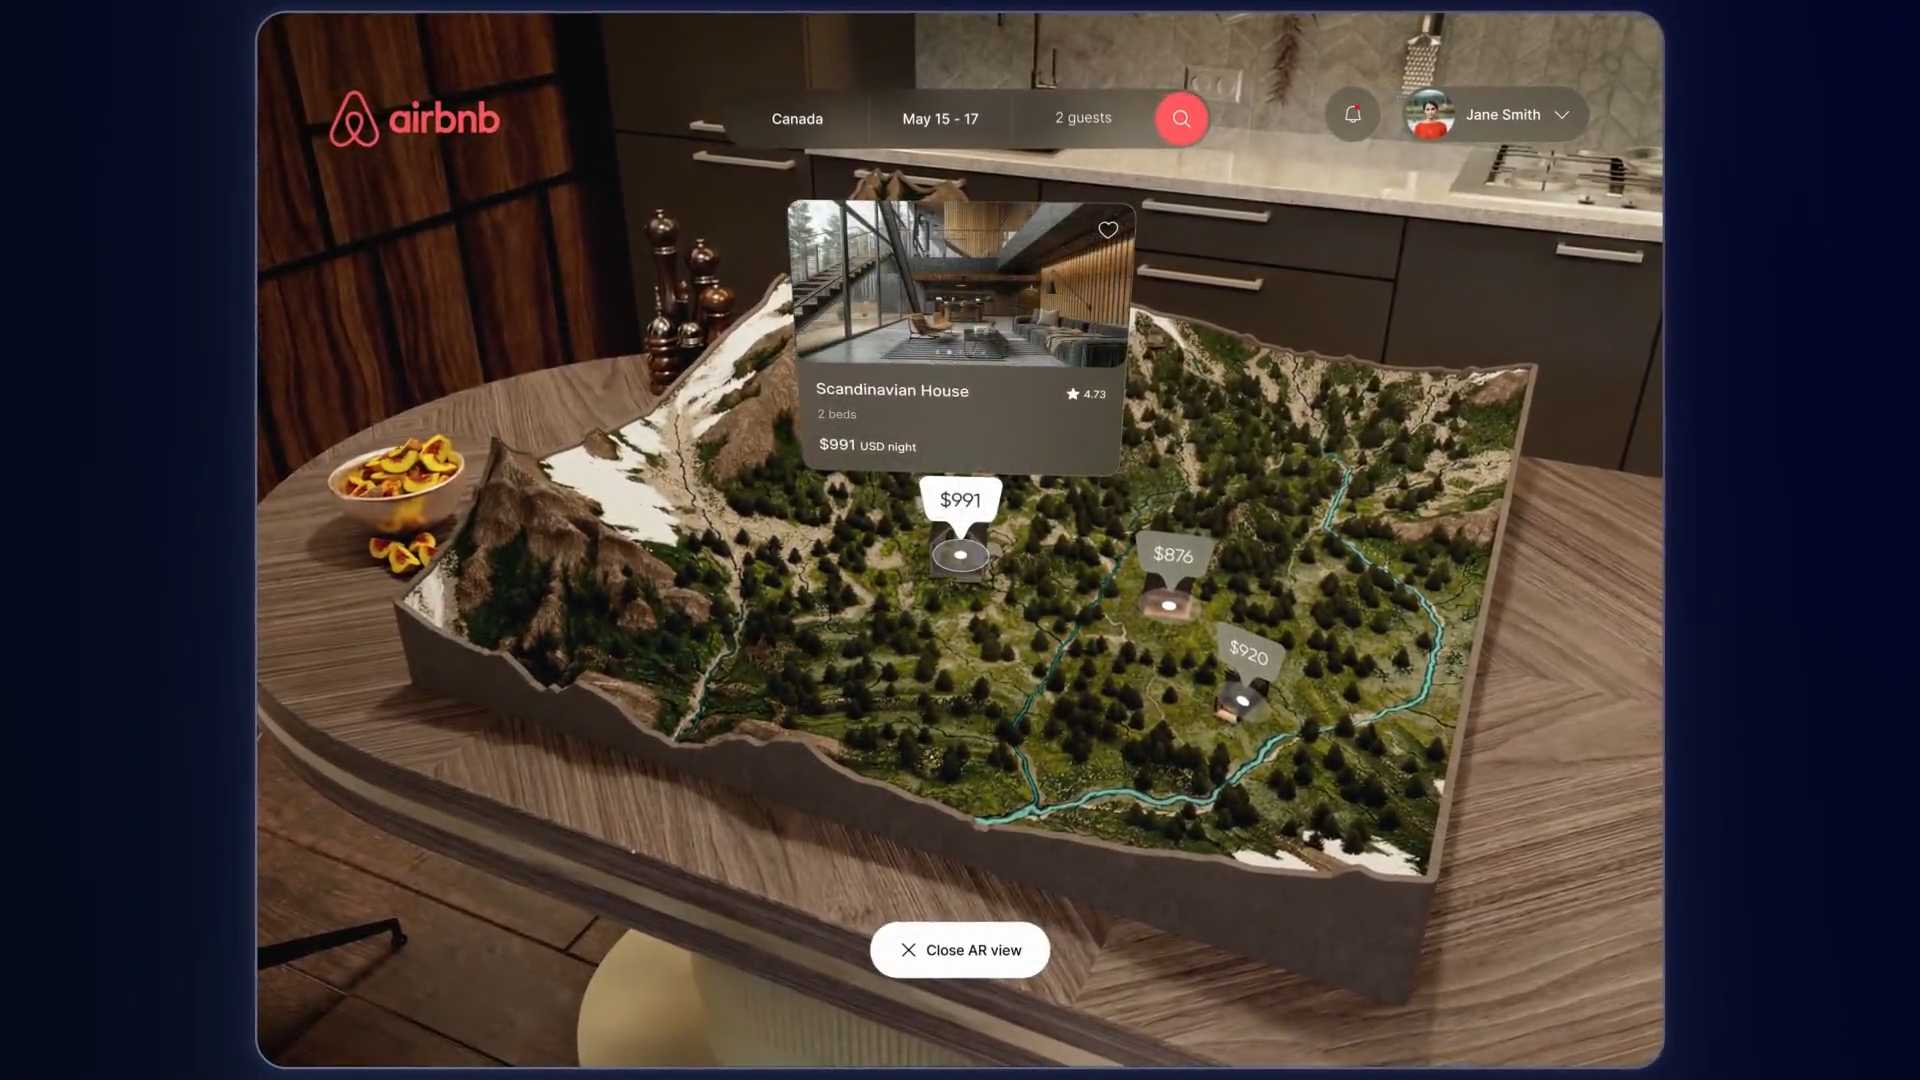 airbnb
Canada
May 15 - 17
2 guests
Jane Smith
Scandinavian House
4.73
2 beds
$991 USD night
$991
$876
$920
Close AR view